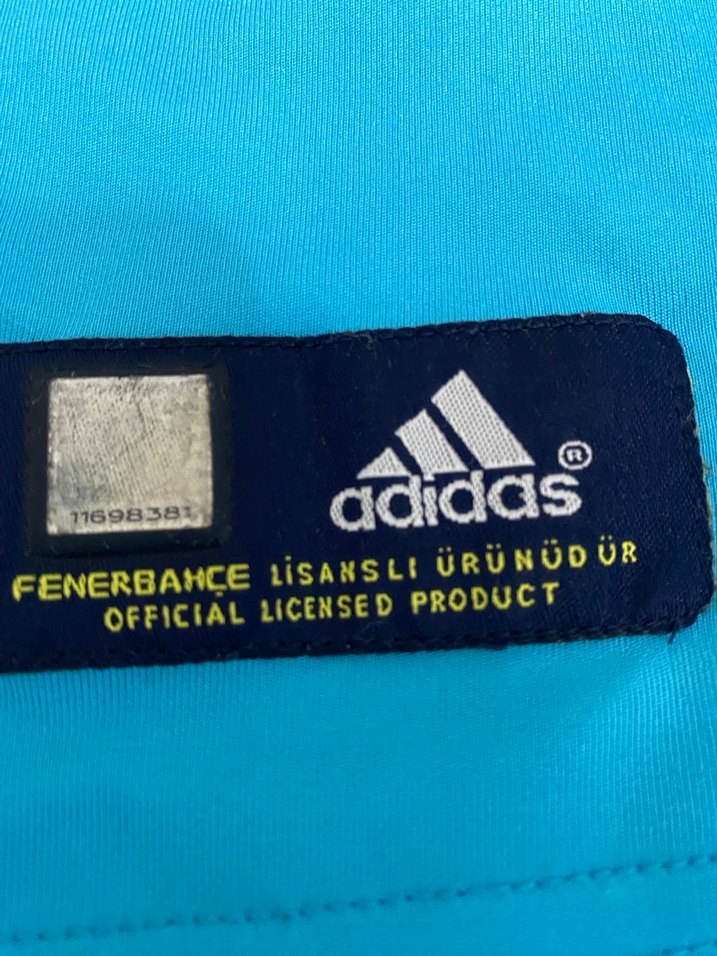 11698381
adidas®
FENERBAHÇE LİSANSLI ÜRÜNÜDÜR
OFFICIAL LICENSED PRODUCT